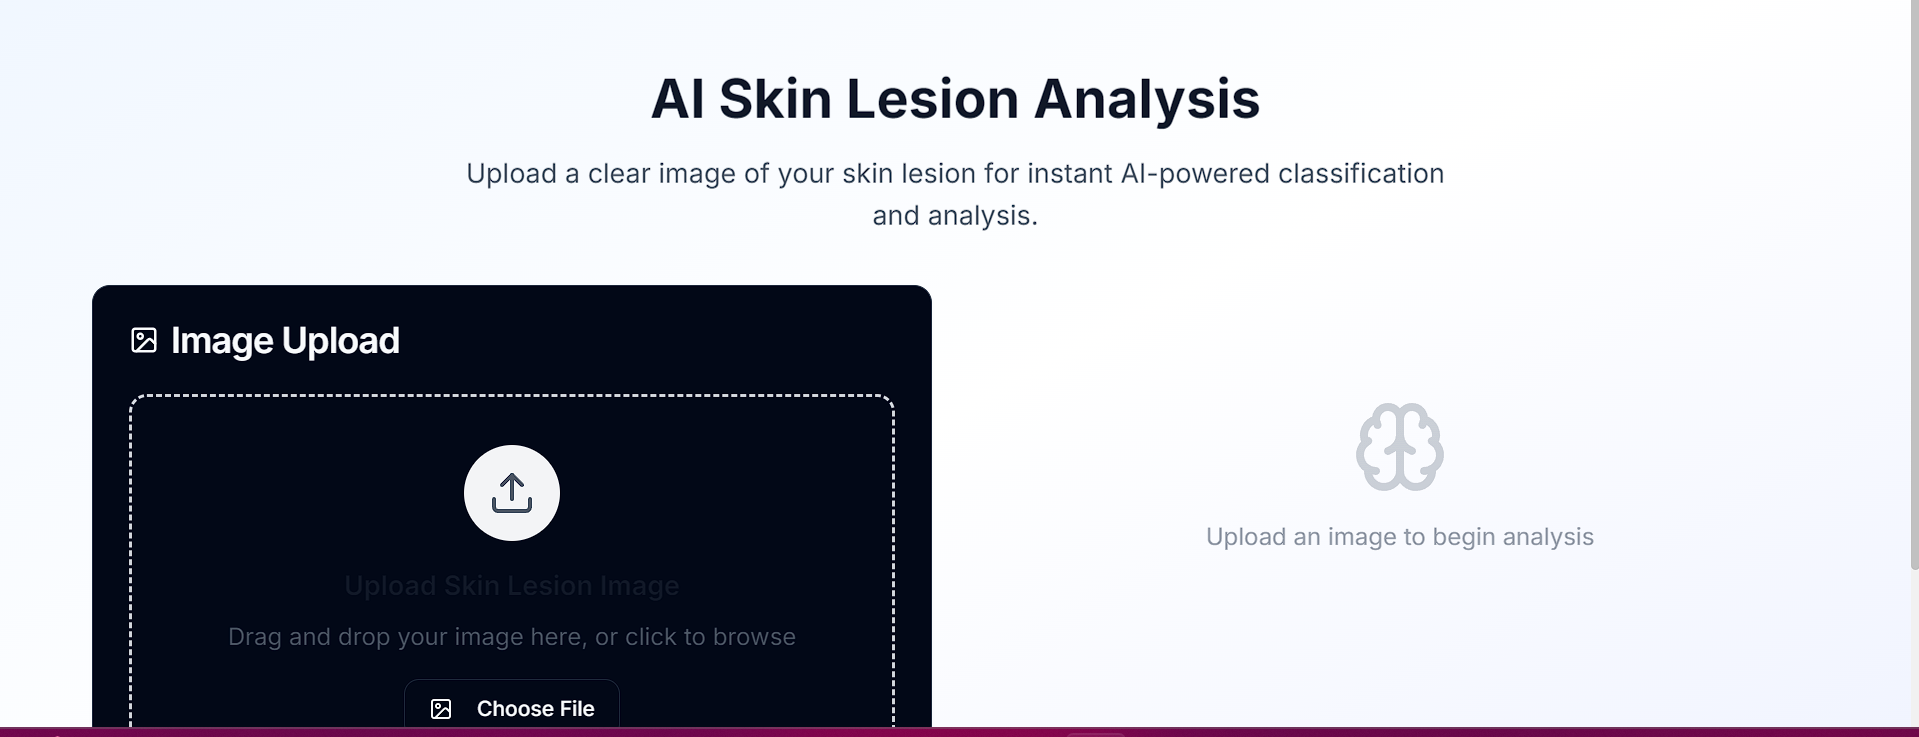 AI Skin Lesion Analysis
Upload a clear image of your skin lesion for instant AI-powered classification
and analysis.
Image Upload
Upload Skin Lesion Image
Drag and drop your image here, or click to browse
Choose File
Upload an image to begin analysis